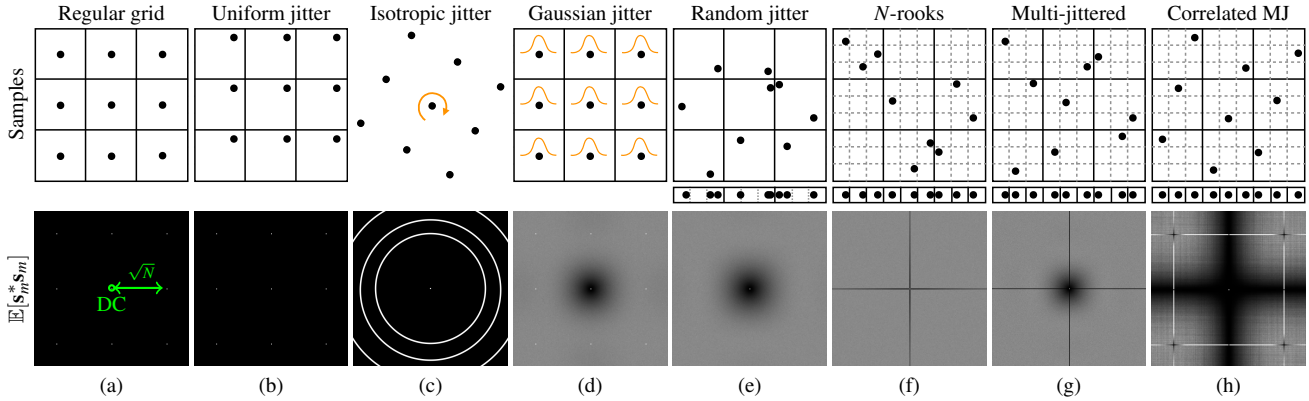 Regular grid
Uniform jitter
Isotropic jitter
Gaussian jitter
Random jitter
N-rooks
Multi-jittered
Correlated MJ
Samples
𝔼[s*ₘsₘ]
√N
DC
(a)
(b)
(c)
(d)
(e)
(f)
(g)
(h)